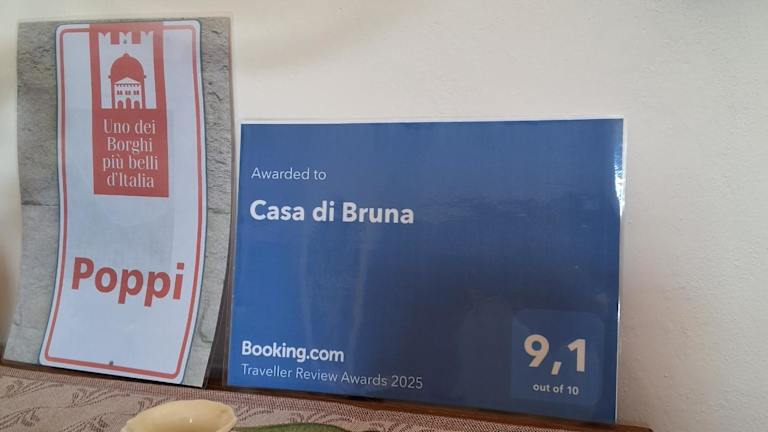 Uno dei
Borghi
più belli
d'Italia
Poppi
Awarded to
Casa di Bruna
Booking.com
Traveller Review Awards 2025
9,1
out of 10